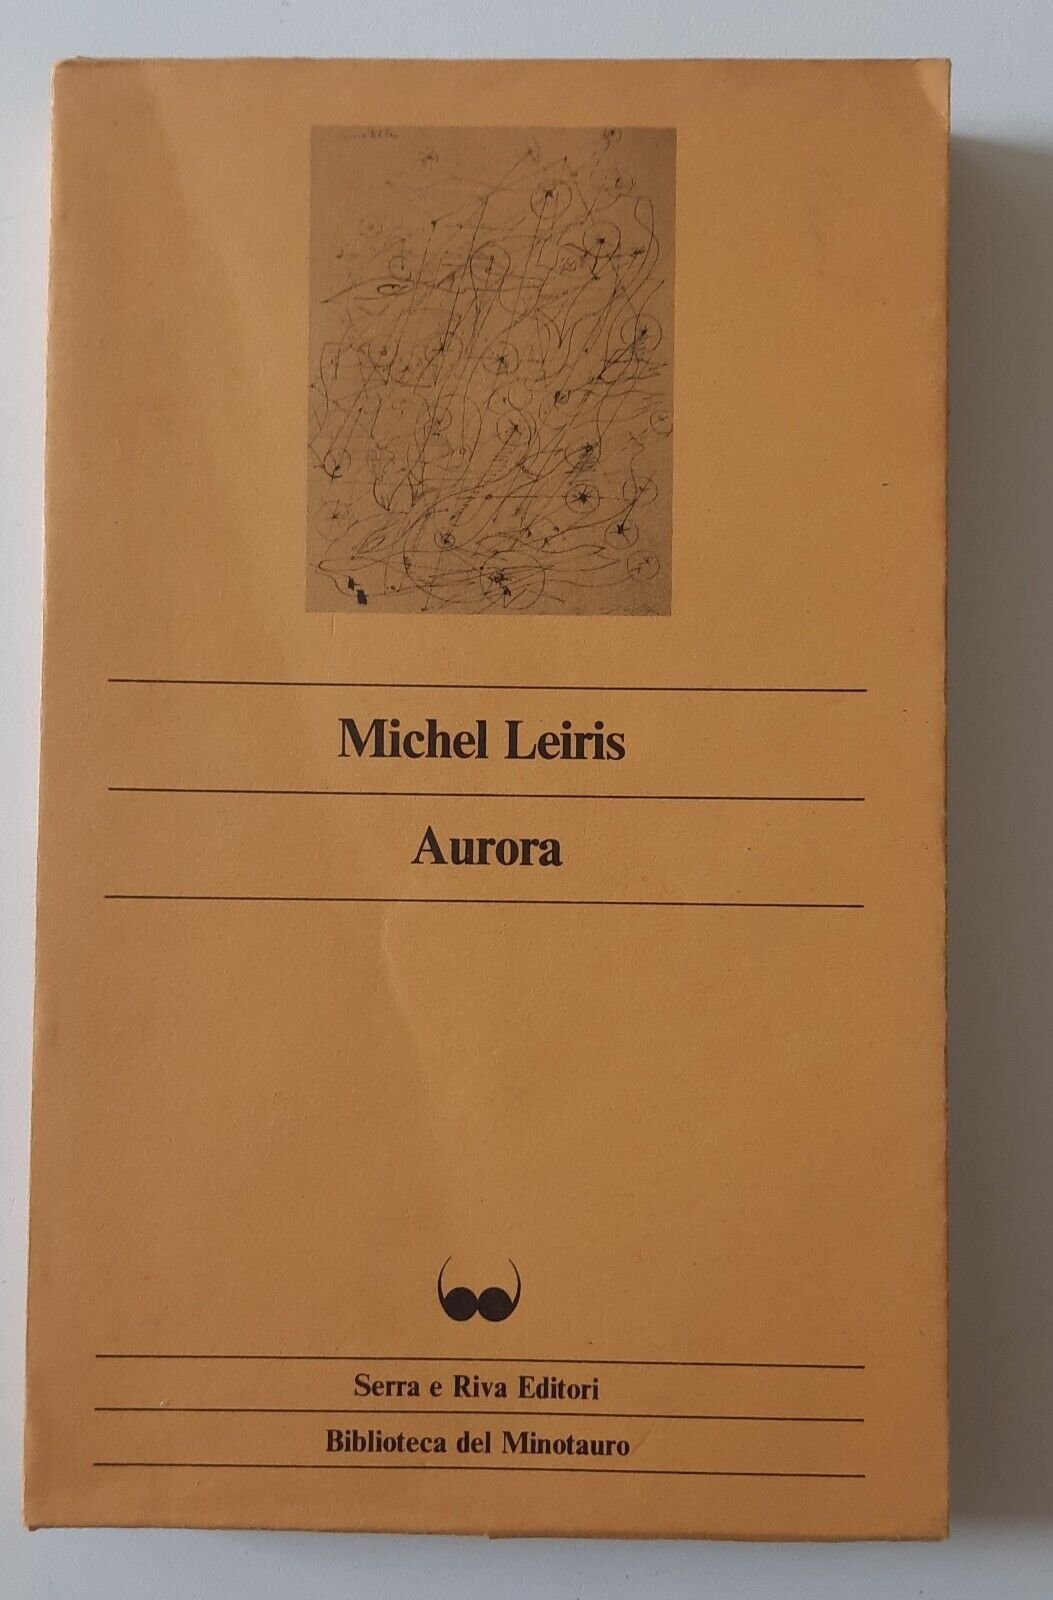 Michel Leiris
Aurora
Serra e Riva Editori
Biblioteca del Minotauro